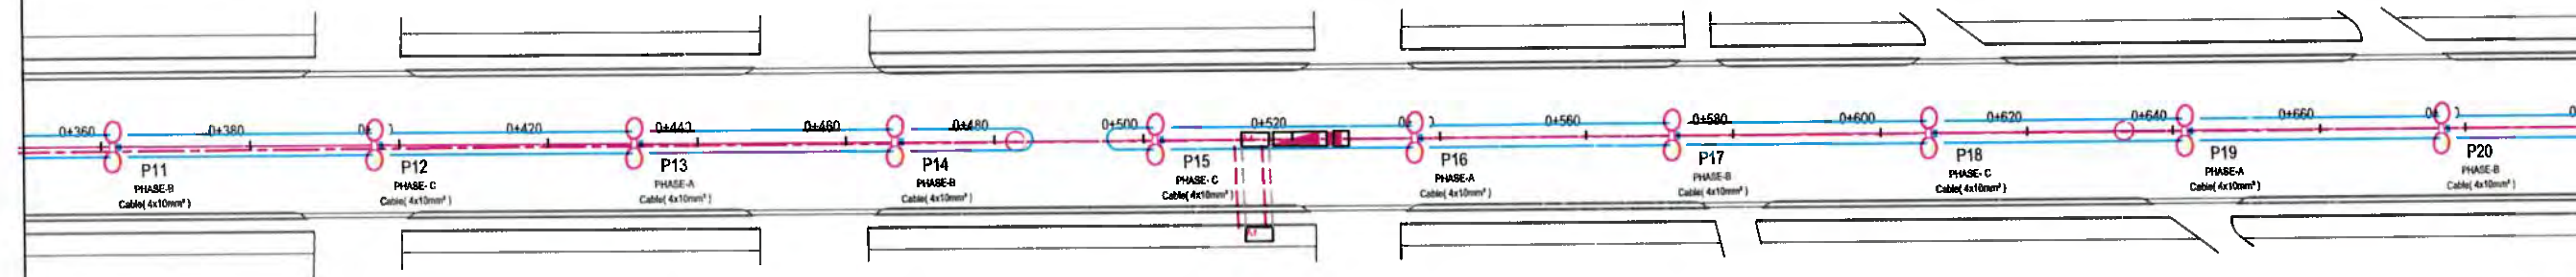 0+360
0+380
0+420
0+440
0+460
0+480
0+500
0+520
0+560
0+580
0+600
0+620
0+640
0+660
P11
PHASE-B
Cable( 4x10mm² )
P12
PHASE- C
Cable( 4x10mm² )
P13
PHASE-A
Cable( 4x10mm² )
P14
PHASE-B
Cable( 4x10mm² )
P15
PHASE- C
Cable( 4x10mm² )
P16
PHASE-A
Cable( 4x10mm² )
P17
PHASE-B
Cable( 4x10mm² )
P18
PHASE- C
Cable( 4x10mm² )
P19
PHASE-A
Cable( 4x10mm² )
P20
PHASE-B
Cable( 4x10mm² )